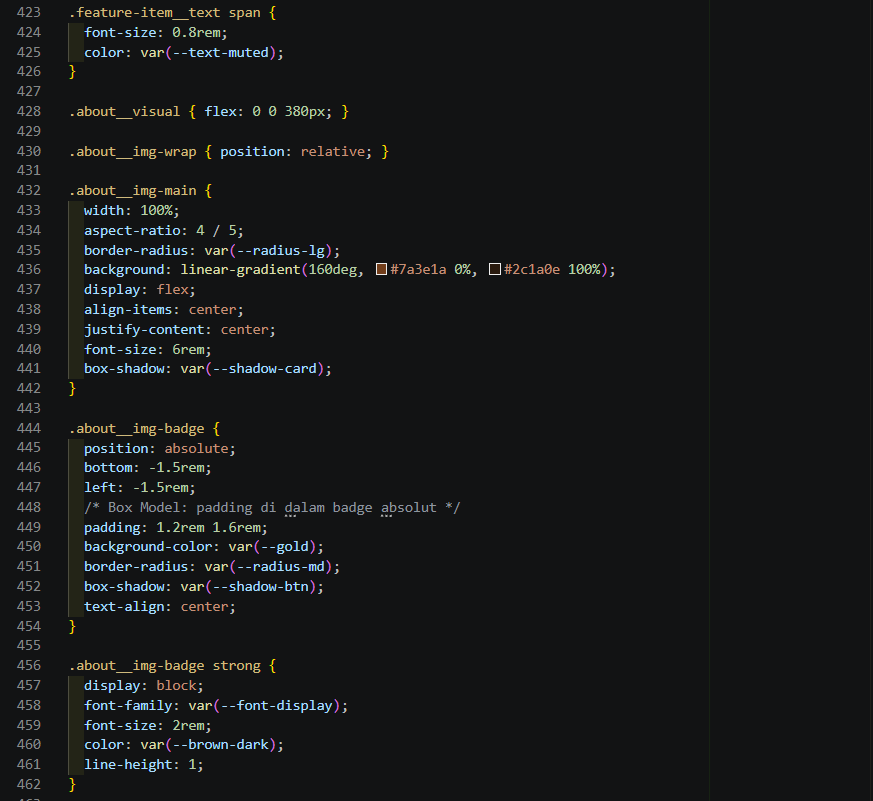 423 .feature-item__text span {
424 font-size: 0.8rem;
425 color: var(--text-muted);
426 }
427
428 .about__visual { flex: 0 0 380px; }
429
430 .about__img-wrap { position: relative; }
431
432 .about__img-main {
433 width: 100%;
434 aspect-ratio: 4 / 5;
435 border-radius: var(--radius-lg);
436 background: linear-gradient(160deg, #7a3e1a 0%, #2c1a0e 100%);
437 display: flex;
438 align-items: center;
439 justify-content: center;
440 font-size: 6rem;
441 box-shadow: var(--shadow-card);
442 }
443
444 .about__img-badge {
445 position: absolute;
446 bottom: -1.5rem;
447 left: -1.5rem;
448 /* Box Model: padding di dalam badge absolut */
449 padding: 1.2rem 1.6rem;
450 background-color: var(--gold);
451 border-radius: var(--radius-md);
452 box-shadow: var(--shadow-btn);
453 text-align: center;
454 }
455
456 .about__img-badge strong {
457 display: block;
458 font-family: var(--font-display);
459 font-size: 2rem;
460 color: var(--brown-dark);
461 line-height: 1;
462 }